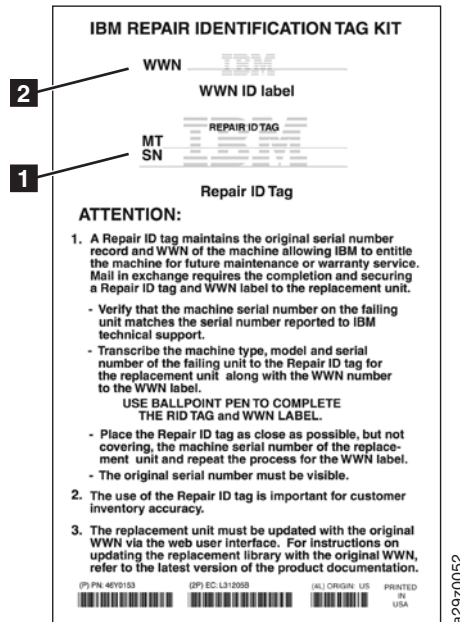 IBM REPAIR IDENTIFICATION TAG KIT
WWN IBM
2
WWN ID label
REPAIR ID TAG
IBM
MT
SN
1
Repair ID Tag
ATTENTION:
1. A Repair ID tag maintains the original serial number
record and WWN of the machine allowing IBM to entitle
the machine for future maintenance or warranty service.
Mail in exchange requires the completion and securing
a Repair ID tag and WWN label to the replacement unit.
- Verify that the machine serial number on the failing
unit matches the serial number reported to IBM
technical support.
- Transcribe the machine type, model and serial
number of the failing unit to the Repair ID tag for
the replacement unit along with the WWN number
to the WWN label.
USE BALLPOINT PEN TO COMPLETE
THE RID TAG and WWN LABEL.
- Place the Repair ID tag as close as possible, but not
covering, the machine serial number of the replace-
ment unit and repeat the process for the WWN label.
- The original serial number must be visible.
2. The use of the Repair ID tag is important for customer
inventory accuracy.
3. The replacement unit must be updated with the original
WWN via the web user interface. For instructions on
updating the replacement library with the original WWN,
refer to the latest version of the product documentation.
(P) PN: 46Y0153 (2P) EC: L31205B (4L) ORIGIN: US PRINTED
IN
USA
a29z0052